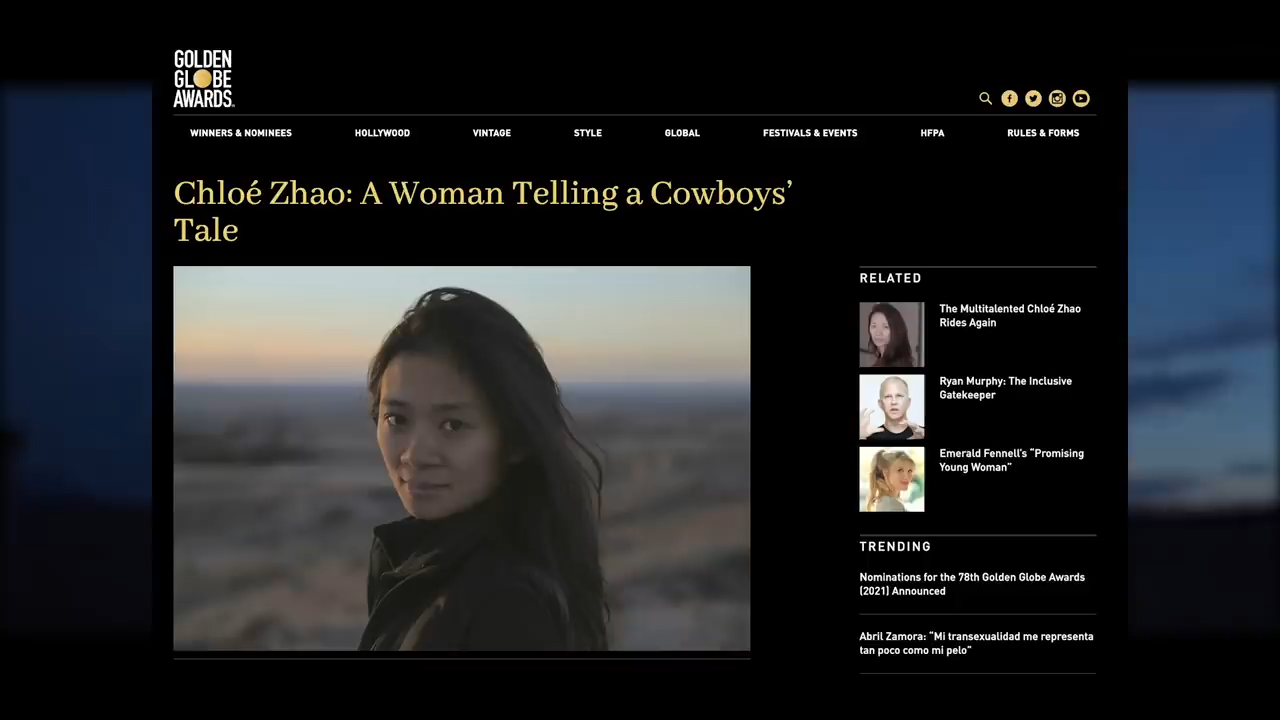 GOLDEN
GLOBE
AWARDS
WINNERS & NOMINEES
HOLLYWOOD
VINTAGE
STYLE
GLOBAL
FESTIVALS & EVENTS
HFPA
RULES & FORMS
Chloé Zhao: A Woman Telling a Cowboys’
Tale
RELATED
The Multitalented Chloé Zhao
Rides Again
Ryan Murphy: The Inclusive
Gatekeeper
Emerald Fennell’s “Promising
Young Woman”
TRENDING
Nominations for the 78th Golden Globe Awards
(2021) Announced
Abril Zamora: “Mi transexualidad me representa
tan poco como mi pelo”